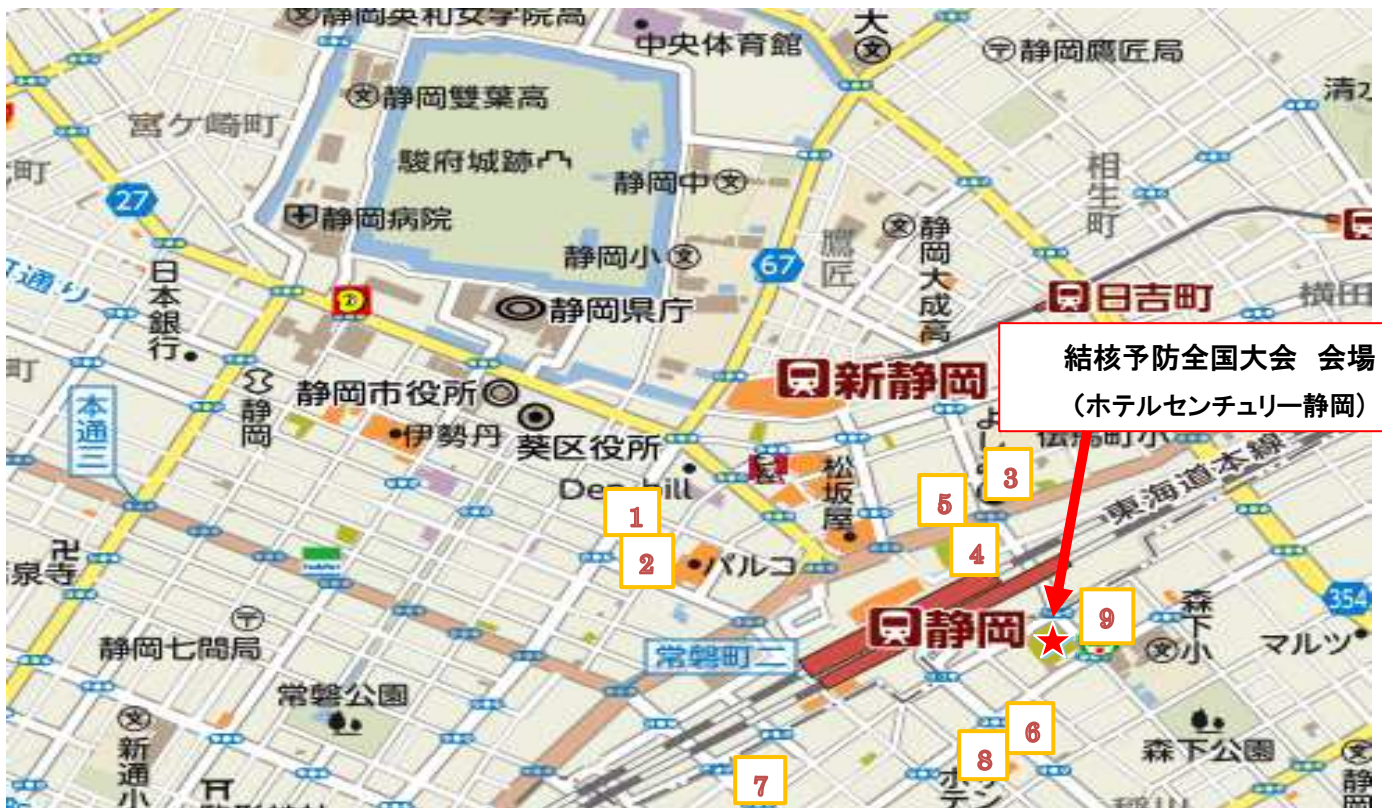 静岡英和女学院高
中央体育館
大
静岡鷹匠局
静岡雙葉高
宮ケ崎町
町
駿府城跡
静岡中
相生町
27
静岡病院
静岡小
67
鷹匠
静岡大成高
日本銀行
静岡県庁
日吉町
横田
町
結核予防全国大会 会場
（ホテルセンチュリー静岡）
新静岡
静岡市役所
本通三
静岡
伊勢丹
葵区役所
松坂屋
3
5
1
東海道本線
4
2
パルコ
卍
泉寺
354
9
森下小
マルツ
静岡
静岡七間局
常磐町二
常磐公園
6
森下公園
新通小
8
7
静岡